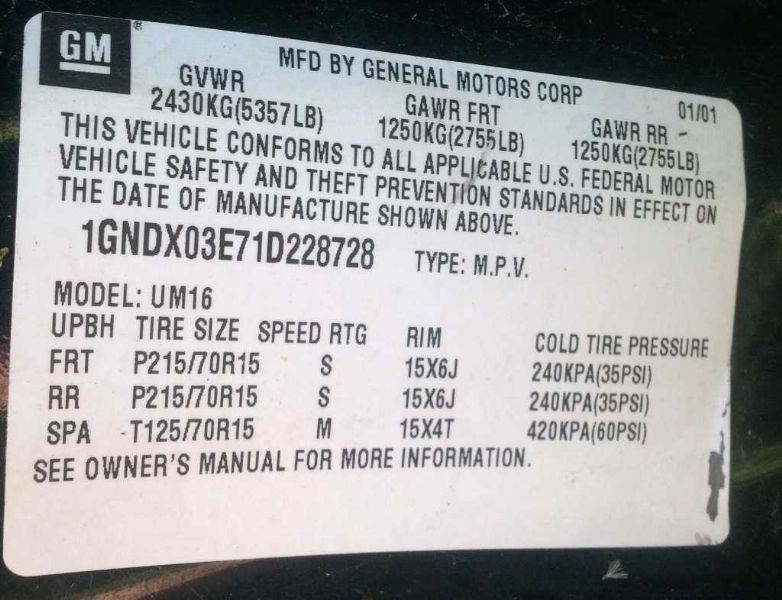 GM
MFD BY GENERAL MOTORS CORP 01/01
GVWR GAWR FRT GAWR RR
2430KG(5357LB) 1250KG(2755LB) 1250KG(2755LB)
THIS VEHICLE CONFORMS TO ALL APPLICABLE U.S. FEDERAL MOTOR
VEHICLE SAFETY AND THEFT PREVENTION STANDARDS IN EFFECT ON
THE DATE OF MANUFACTURE SHOWN ABOVE.
1GNDX03E71D228728 TYPE: M.P.V.
MODEL: UM16
UPBH TIRE SIZE SPEED RTG RIM COLD TIRE PRESSURE
FRT P215/70R15 S 15X6J 240KPA(35PSI)
RR P215/70R15 S 15X6J 240KPA(35PSI)
SPA T125/70R15 M 15X4T 420KPA(60PSI)
SEE OWNER'S MANUAL FOR MORE INFORMATION.